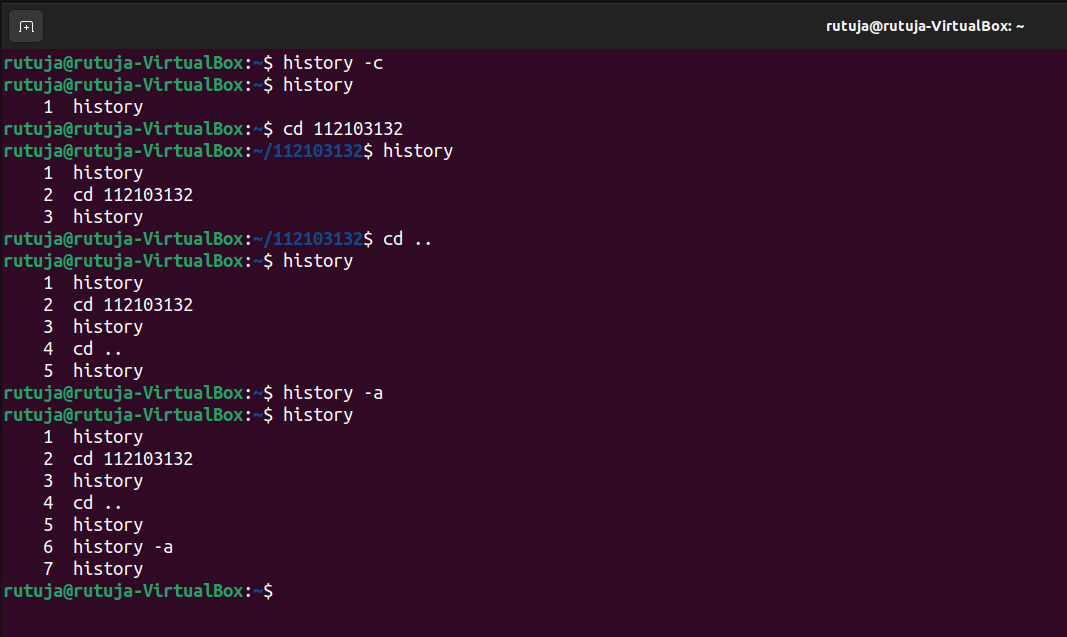 rutuja@rutuja-VirtualBox: ~
rutuja@rutuja-VirtualBox:~$ history -c
rutuja@rutuja-VirtualBox:~$ history
    1  history
rutuja@rutuja-VirtualBox:~$ cd 112103132
rutuja@rutuja-VirtualBox:~/112103132$ history
    1  history
    2  cd 112103132
    3  history
rutuja@rutuja-VirtualBox:~/112103132$ cd ..
rutuja@rutuja-VirtualBox:~$ history
    1  history
    2  cd 112103132
    3  history
    4  cd ..
    5  history
rutuja@rutuja-VirtualBox:~$ history -a
rutuja@rutuja-VirtualBox:~$ history
    1  history
    2  cd 112103132
    3  history
    4  cd ..
    5  history
    6  history -a
    7  history
rutuja@rutuja-VirtualBox:~$